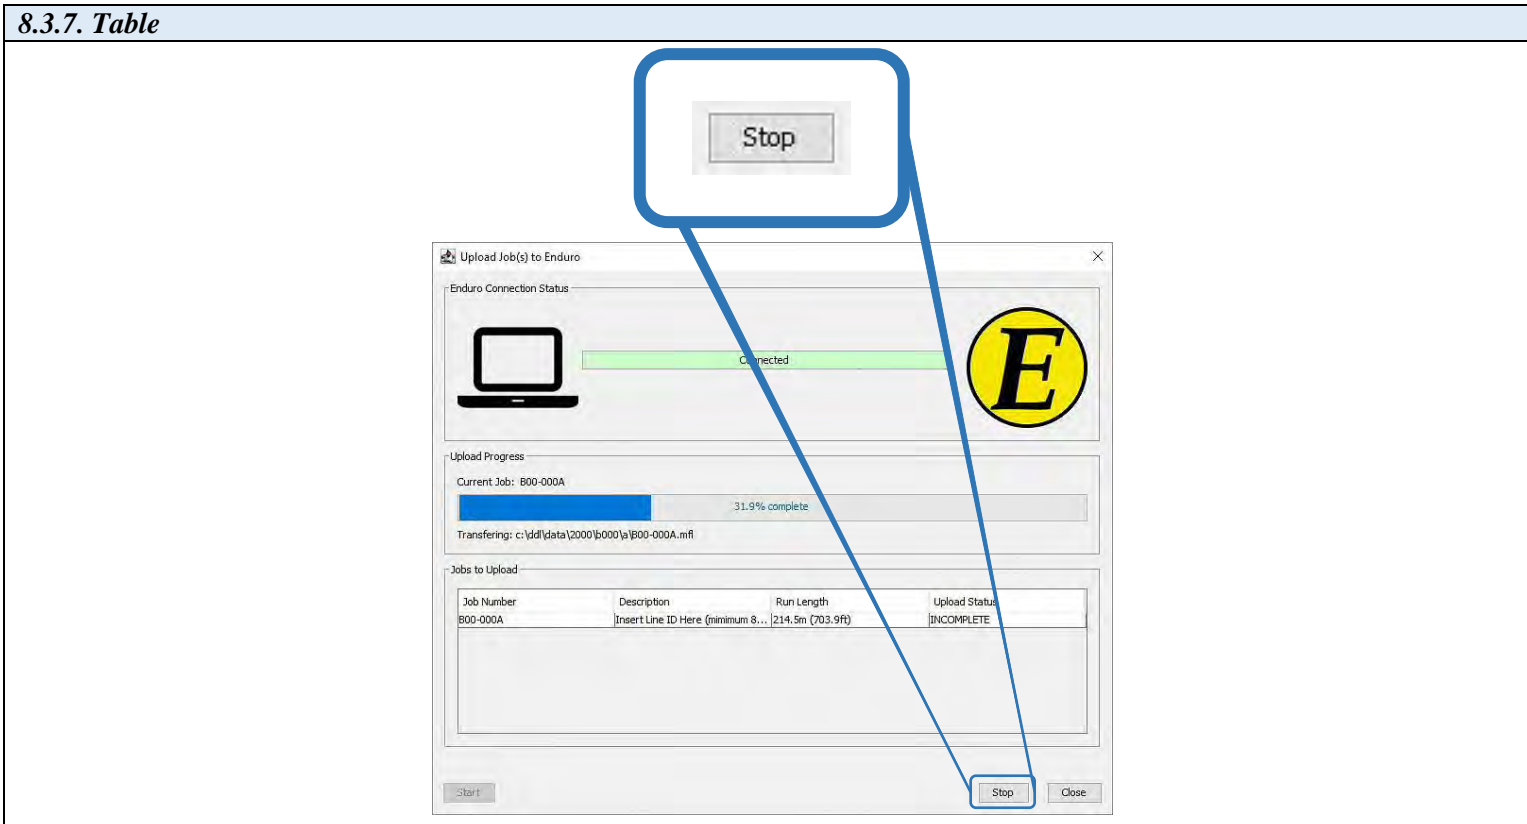 8.3.7. Table
Stop
Upload Job(s) to Enduro
Enduro Connection Status
Connected
E
Upload Progress
Current Job: B00-000A
31.9% complete
Transfering: c:\ddl\data\2000\b000\a\B00-000A.mfl
Jobs to Upload
Job Number Description Run Length Upload Status
B00-000A Insert Line ID Here (mimimum 8... 214.5m (703.9ft) INCOMPLETE
Start Stop Close